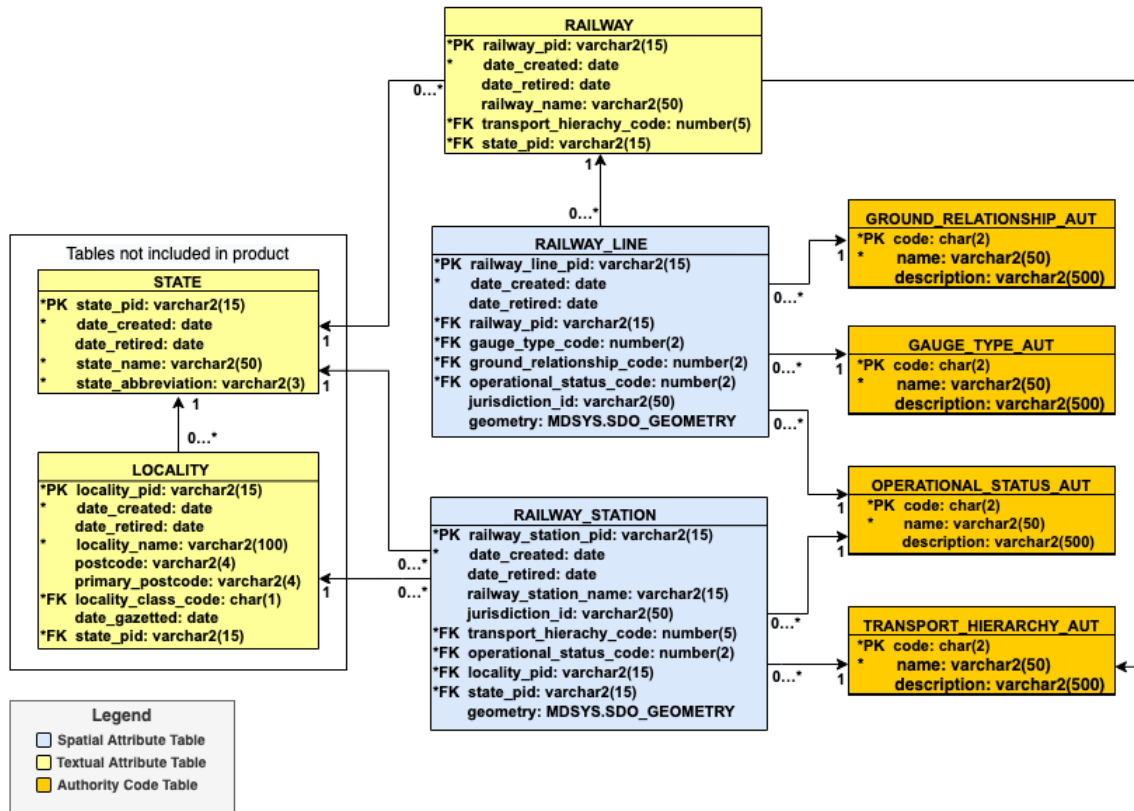 RAILWAY
*PK railway_pid: varchar2(15)
* date_created: date
date_retired: date
railway_name: varchar2(50)
*FK transport_hierachy_code: number(5)
*FK state_pid: varchar2(15)
0...*
1
0...*
Tables not included in product
STATE
*PK state_pid: varchar2(15)
* date_created: date
date_retired: date
* state_name: varchar2(50)
* state_abbreviation: varchar2(3)
1
1
1
0...*
LOCALITY
*PK locality_pid: varchar2(15)
* date_created: date
date_retired: date
* locality_name: varchar2(100)
postcode: varchar2(4)
primary_postcode: varchar2(4)
*FK locality_class_code: char(1)
date_gazetted: date
*FK state_pid: varchar2(15)
1
0...*
0...*
RAILWAY_LINE
*PK railway_line_pid: varchar2(15)
* date_created: date
date_retired: date
*FK railway_pid: varchar2(15)
*FK gauge_type_code: number(2)
*FK ground_relationship_code: number(2)
*FK operational_status_code: number(2)
jurisdiction_id: varchar2(50)
geometry: MDSYS.SDO_GEOMETRY
0...*
0...*
0...*
RAILWAY_STATION
*PK railway_station_pid: varchar2(15)
* date_created: date
date_retired: date
railway_station_name: varchar2(15)
jurisdiction_id: varchar2(50)
*FK transport_hierachy_code: number(5)
*FK operational_status_code: number(2)
*FK locality_pid: varchar2(15)
*FK state_pid: varchar2(15)
geometry: MDSYS.SDO_GEOMETRY
0...*
0...*
GROUND_RELATIONSHIP_AUT
*PK code: char(2)
* name: varchar2(50)
description: varchar2(500)
1
GAUGE_TYPE_AUT
*PK code: char(2)
* name: varchar2(50)
description: varchar2(500)
1
OPERATIONAL_STATUS_AUT
*PK code: char(2)
* name: varchar2(50)
description: varchar2(500)
1
1
TRANSPORT_HIERARCHY_AUT
*PK code: char(2)
* name: varchar2(50)
description: varchar2(500)
1
1
Legend
Spatial Attribute Table
Textual Attribute Table
Authority Code Table